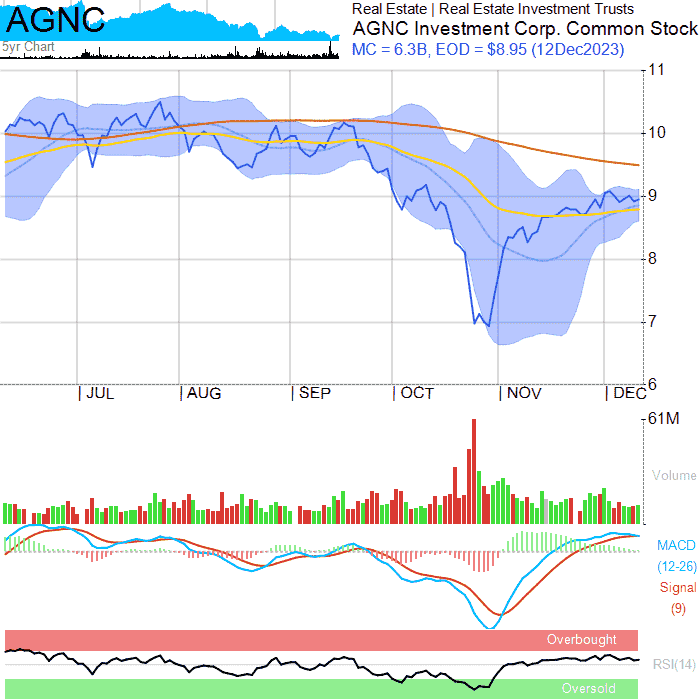 AGNC
5yr Chart
Real Estate | Real Estate Investment Trusts
AGNC Investment Corp. Common Stock
MC = 6.3B, EOD = $8.95 (12Dec2023)
11
10
9
8
7
6
|JUL |AUG |SEP |OCT |NOV |DEC
61M
Volume
MACD
(12-26)
Signal
(9)
Overbought
RSI(14)
Oversold